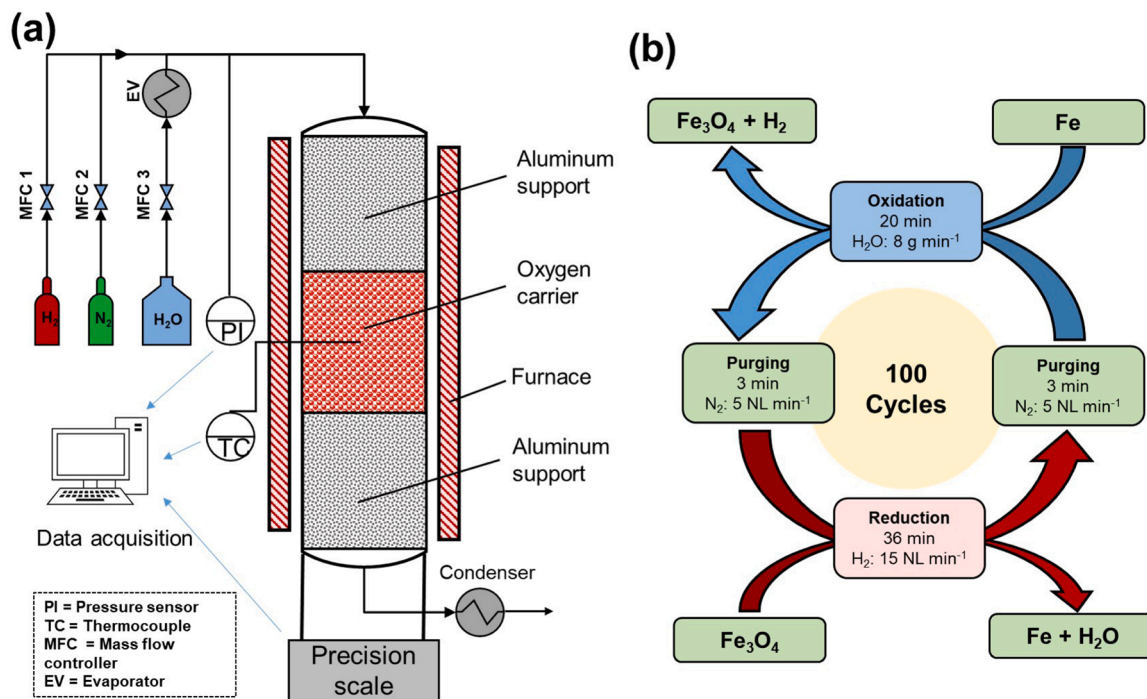 (a)
EV
MFC 1
MFC 2
MFC 3
H₂
N₂
H₂O
PI
TC
Data acquisition
Aluminum
support
Oxygen
carrier
Furnace
Aluminum
support
Condenser
Precision
scale
PI = Pressure sensor
TC = Thermocouple
MFC = Mass flow
controller
EV = Evaporator
(b)
Fe₃O₄ + H₂
Fe
Oxidation
20 min
H₂O: 8 g min⁻¹
Purging
3 min
N₂: 5 NL min⁻¹
100
Cycles
Purging
3 min
N₂: 5 NL min⁻¹
Reduction
36 min
H₂: 15 NL min⁻¹
Fe₃O₄
Fe + H₂O